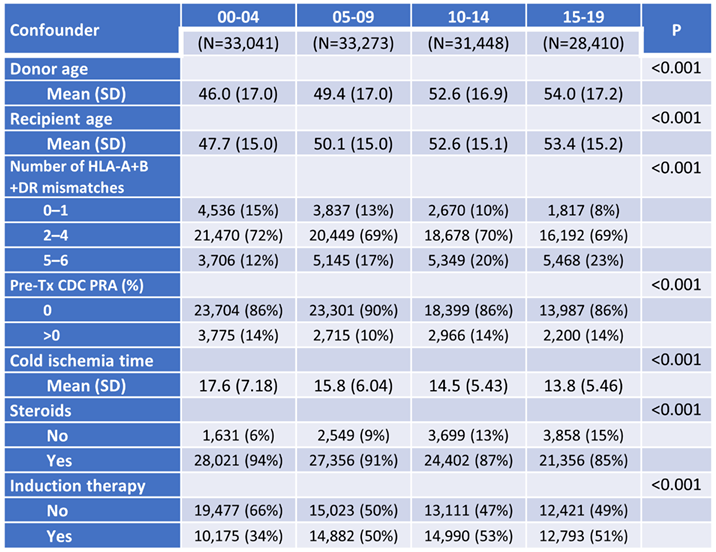 Confounder 00-04 05-09 10-14 15-19 P
(N=33,041) (N=33,273) (N=31,448) (N=28,410)
Donor age <0.001
Mean (SD) 46.0 (17.0) 49.4 (17.0) 52.6 (16.9) 54.0 (17.2)
Recipient age <0.001
Mean (SD) 47.7 (15.0) 50.1 (15.0) 52.6 (15.1) 53.4 (15.2)
Number of HLA-A+B
+DR mismatches <0.001
0–1 4,536 (15%) 3,837 (13%) 2,670 (10%) 1,817 (8%)
2–4 21,470 (72%) 20,449 (69%) 18,678 (70%) 16,192 (69%)
5–6 3,706 (12%) 5,145 (17%) 5,349 (20%) 5,468 (23%)
Pre-Tx CDC PRA (%) <0.001
0 23,704 (86%) 23,301 (90%) 18,399 (86%) 13,987 (86%)
>0 3,775 (14%) 2,715 (10%) 2,966 (14%) 2,200 (14%)
Cold ischemia time <0.001
Mean (SD) 17.6 (7.18) 15.8 (6.04) 14.5 (5.43) 13.8 (5.46)
Steroids <0.001
No 1,631 (6%) 2,549 (9%) 3,699 (13%) 3,858 (15%)
Yes 28,021 (94%) 27,356 (91%) 24,402 (87%) 21,356 (85%)
Induction therapy <0.001
No 19,477 (66%) 15,023 (50%) 13,111 (47%) 12,421 (49%)
Yes 10,175 (34%) 14,882 (50%) 14,990 (53%) 12,793 (51%)